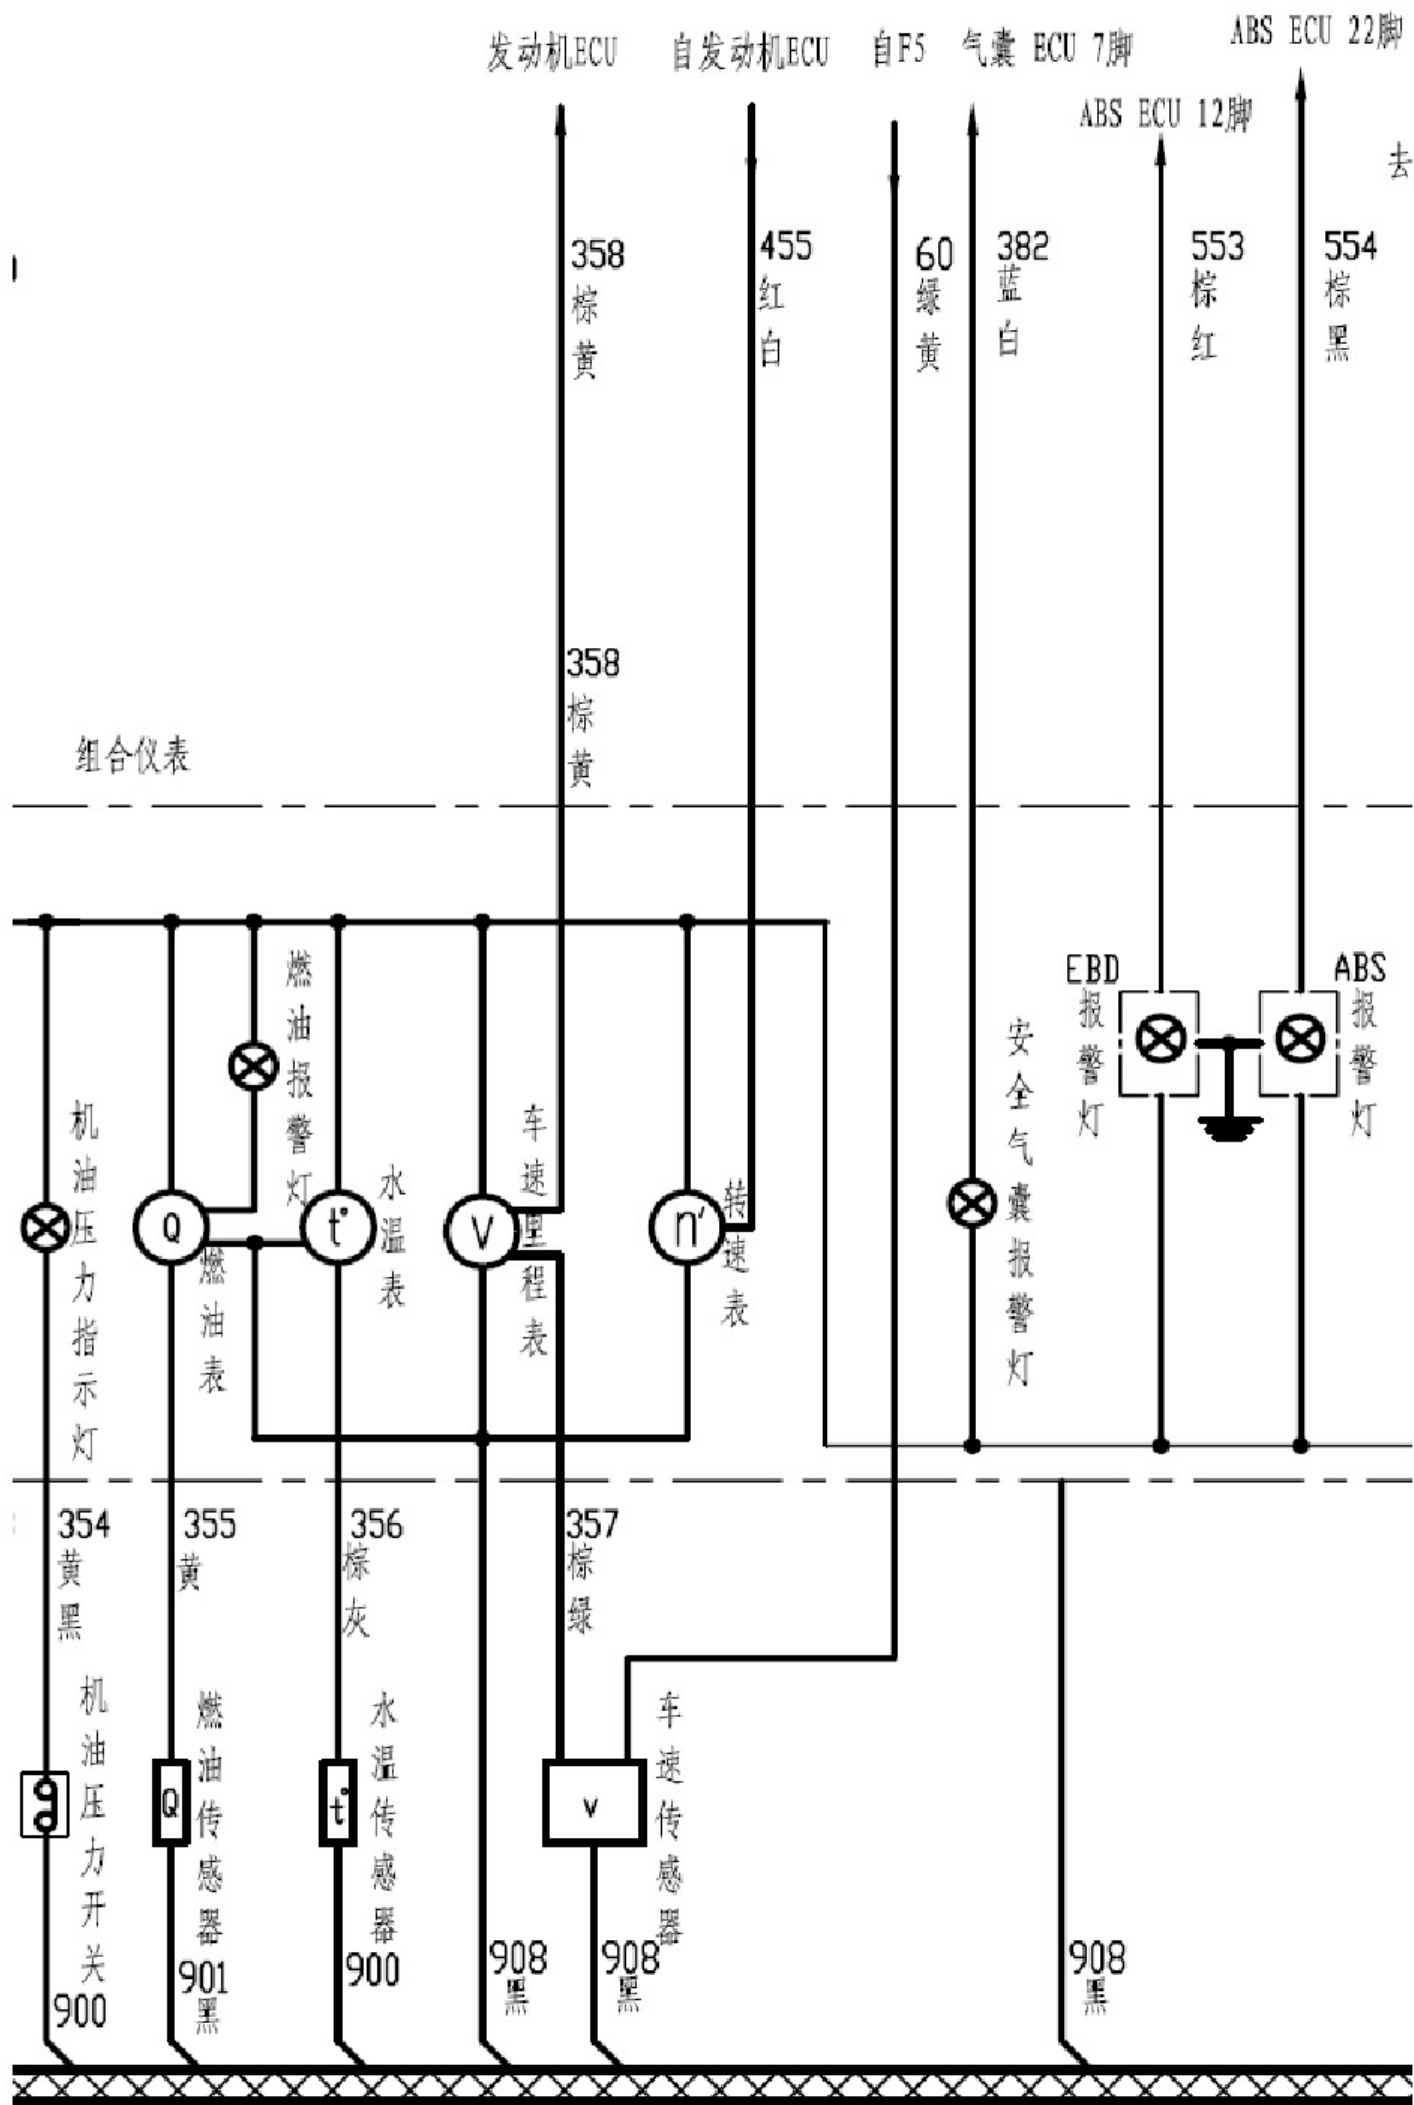 发动机ECU
自发动机ECU
自F5
气囊 ECU 7脚
ABS ECU 12脚
ABS ECU 22脚
去
358
棕黄
455
红白
60
绿黄
382
蓝白
553
棕红
554
棕黑
358
棕黄
组合仪表
机油压力指示灯
Q
燃油表
燃油报警灯
t°
水温表
V
车速里程表
n'
转速表
安全气囊报警灯
EBD
报警灯
ABS
报警灯
354
黄黑
355
黄
356
棕灰
357
棕绿
机油压力开关
900
Q
燃油传感器
901
黑
t°
水温传感器
900
908
黑
v
车速传感器
908
黑
908
黑